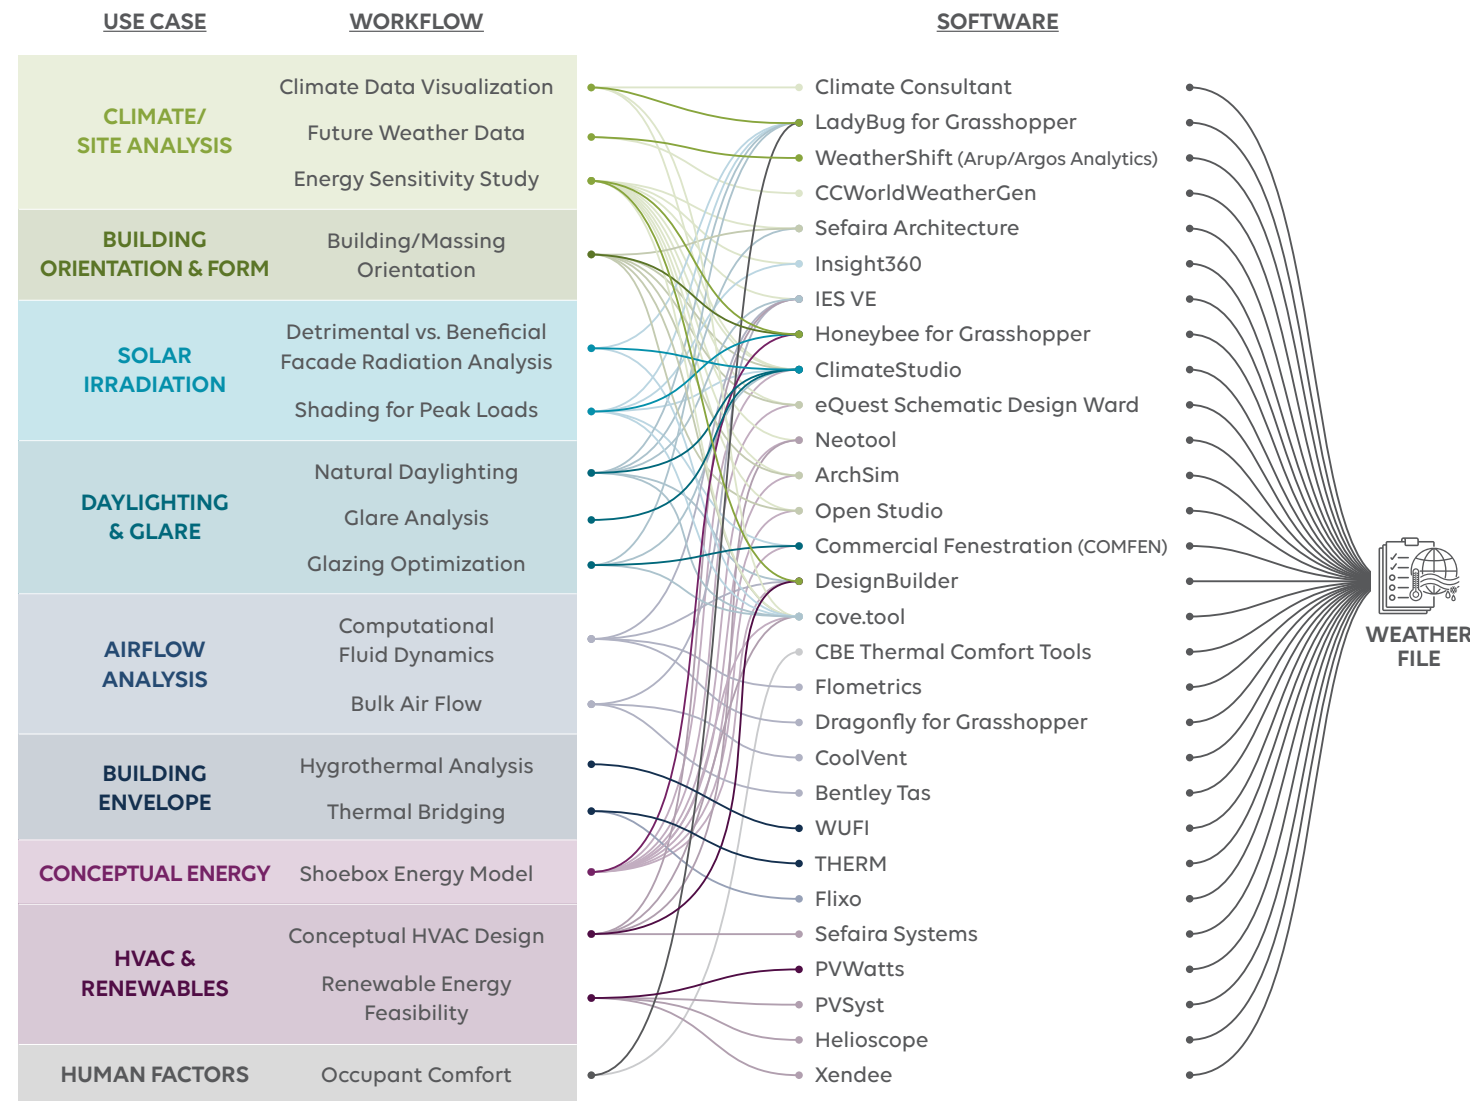 USE CASE
WORKFLOW
SOFTWARE
CLIMATE/
SITE ANALYSIS
Climate Data Visualization
Future Weather Data
Energy Sensitivity Study
BUILDING
ORIENTATION & FORM
Building/Massing
Orientation
SOLAR
IRRADIATION
Detrimental vs. Beneficial
Facade Radiation Analysis
Shading for Peak Loads
DAYLIGHTING
& GLARE
Natural Daylighting
Glare Analysis
Glazing Optimization
AIRFLOW
ANALYSIS
Computational
Fluid Dynamics
Bulk Air Flow
BUILDING
ENVELOPE
Hygrothermal Analysis
Thermal Bridging
CONCEPTUAL ENERGY
Shoebox Energy Model
HVAC &
RENEWABLES
Conceptual HVAC Design
Renewable Energy
Feasibility
HUMAN FACTORS
Occupant Comfort
Climate Consultant
LadyBug for Grasshopper
WeatherShift (Arup/Argos Analytics)
CCWorldWeatherGen
Sefaira Architecture
Insight360
IES VE
Honeybee for Grasshopper
ClimateStudio
eQuest Schematic Design Ward
Neotool
ArchSim
Open Studio
Commercial Fenestration (COMFEN)
DesignBuilder
cove.tool
CBE Thermal Comfort Tools
Flometrics
Dragonfly for Grasshopper
CoolVent
Bentley Tas
WUFI
THERM
Flixo
Sefaira Systems
PVWatts
PVSyst
Helioscope
Xendee
WEATHER
FILE